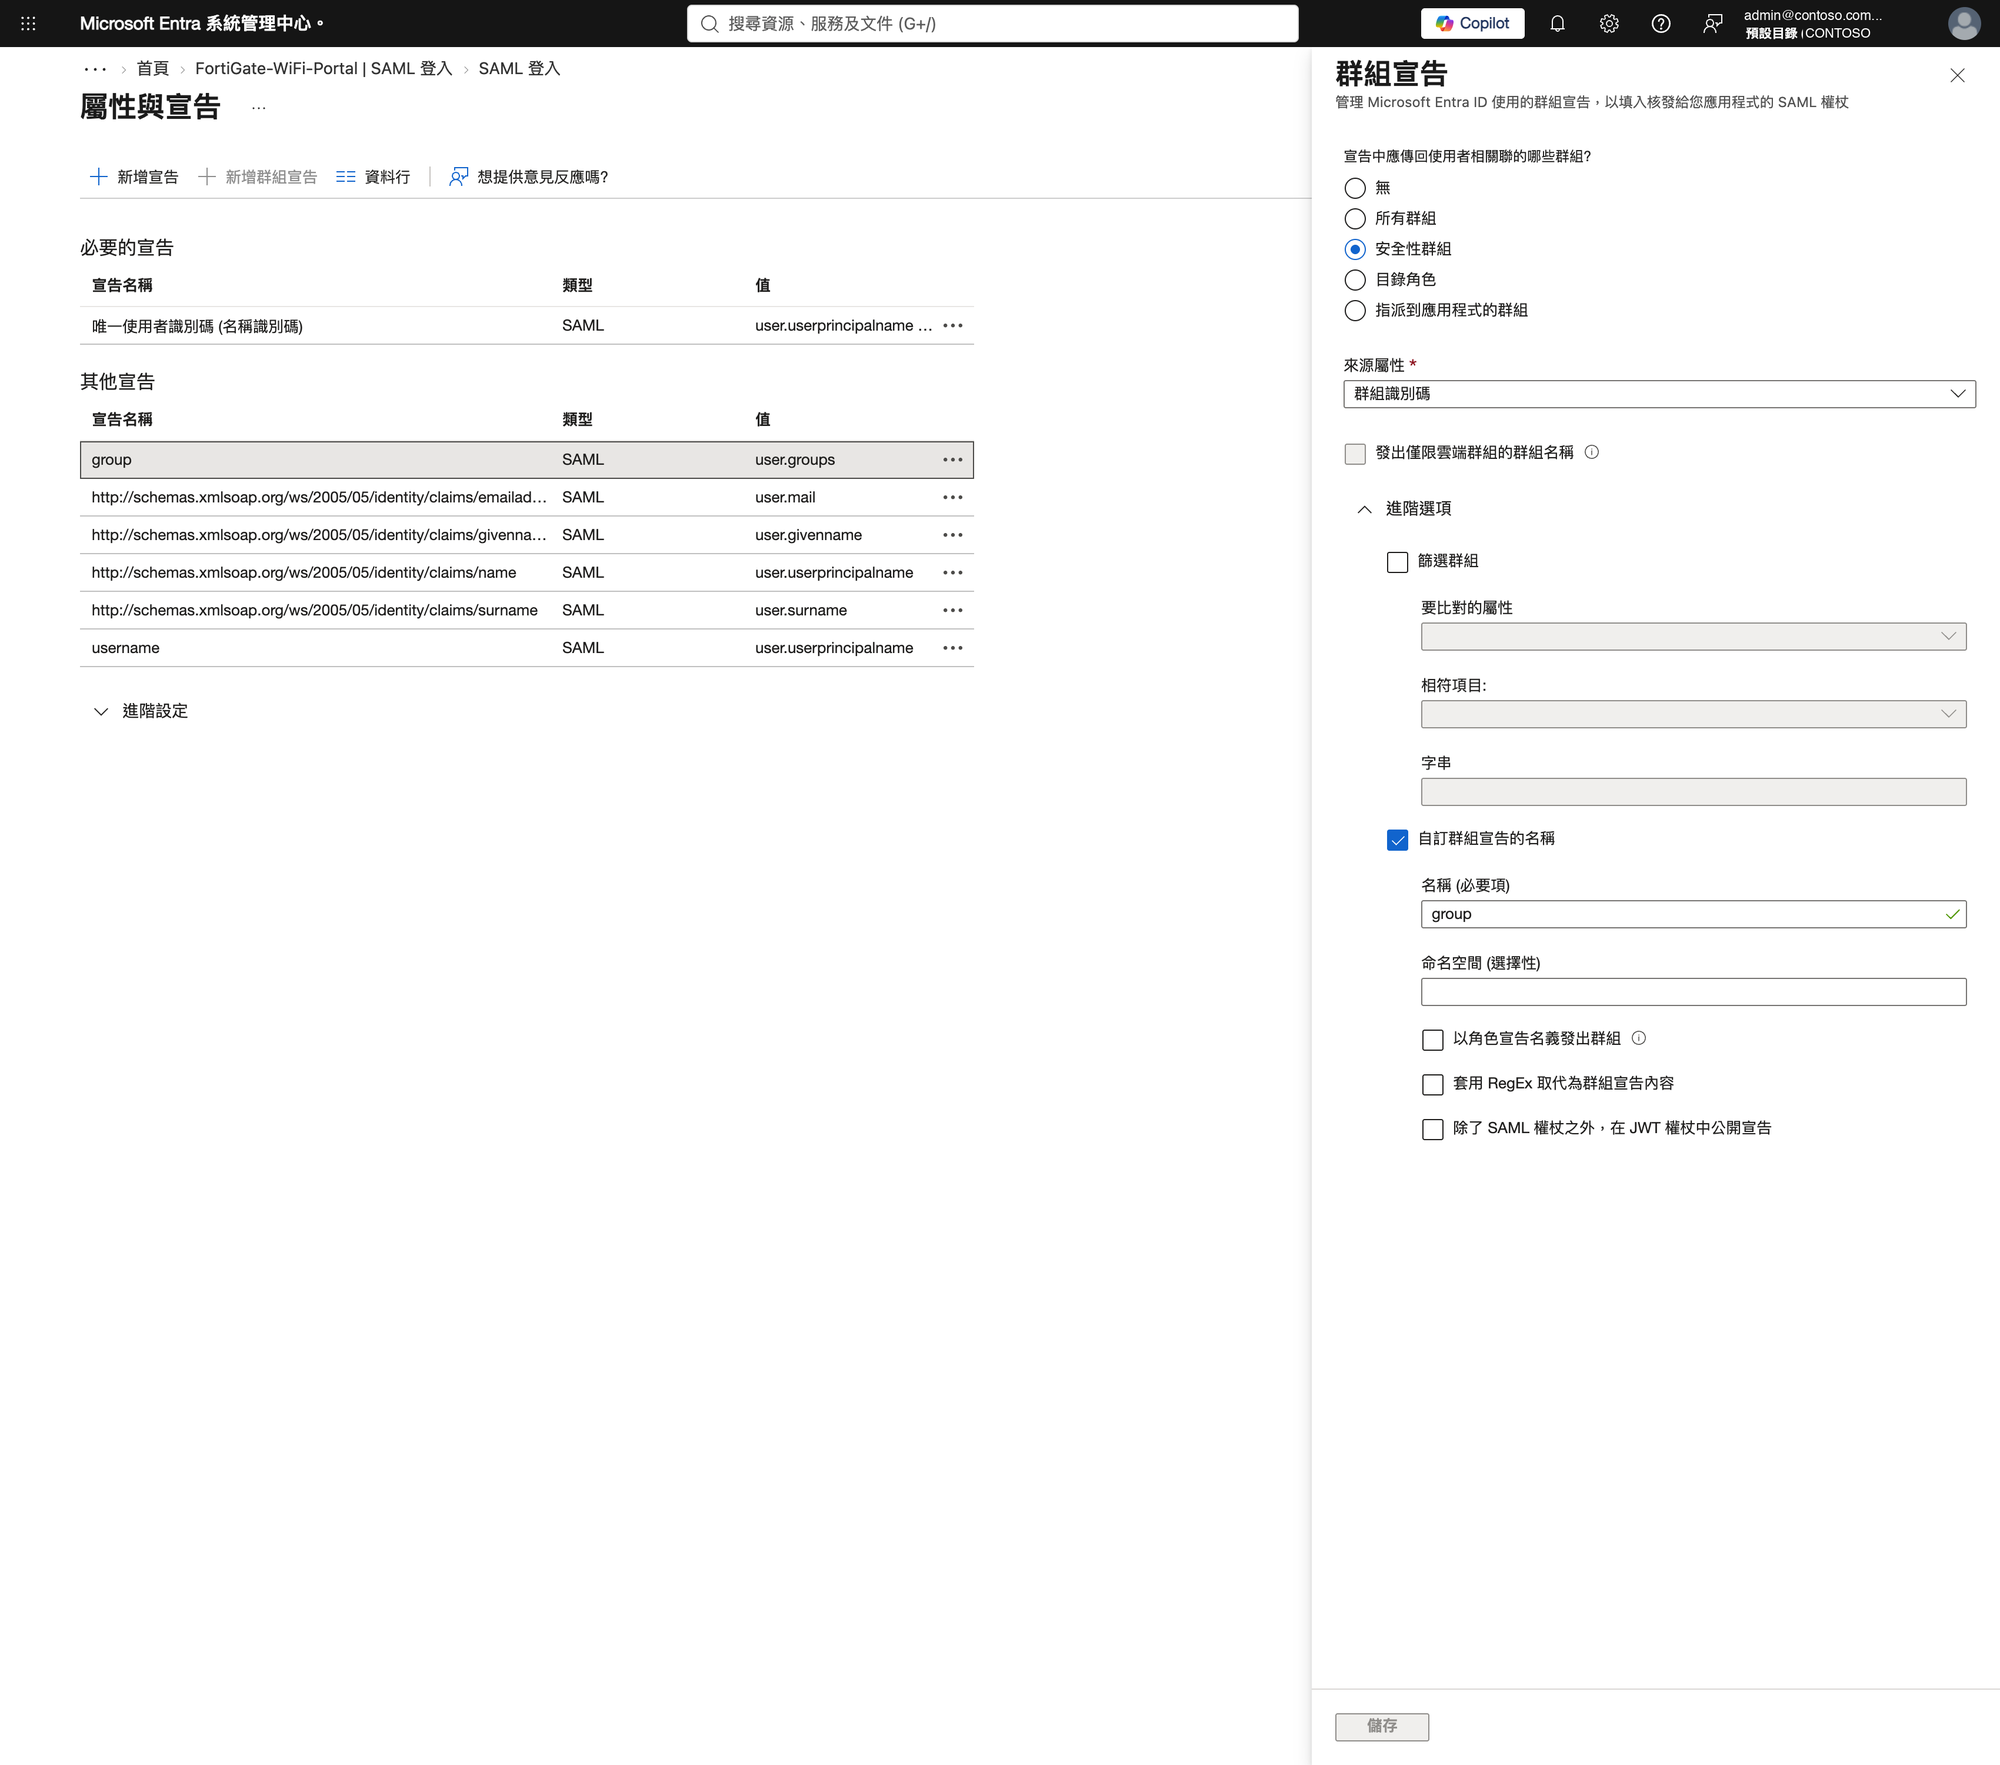 Microsoft Entra 系統管理中心。
搜尋資源、服務及文件 (G+/)
Copilot
admin@contoso.com...
預設目錄 (CONTOSO
... › 首頁 › FortiGate-WiFi-Portal | SAML 登入 › SAML 登入
屬性與宣告 ...
新增宣告 新增群組宣告 資料行 | 想提供意見反應嗎?
必要的宣告
宣告名稱 類型 值
唯一使用者識別碼 (名稱識別碼) SAML user.userprincipalname ... •••
其他宣告
宣告名稱 類型 值
group SAML user.groups •••
http://schemas.xmlsoap.org/ws/2005/05/identity/claims/emailad... SAML user.mail •••
http://schemas.xmlsoap.org/ws/2005/05/identity/claims/givenna... SAML user.givenname •••
http://schemas.xmlsoap.org/ws/2005/05/identity/claims/name SAML user.userprincipalname •••
http://schemas.xmlsoap.org/ws/2005/05/identity/claims/surname SAML user.surname •••
username SAML user.userprincipalname •••
進階設定
群組宣告
管理 Microsoft Entra ID 使用的群組宣告，以填入核發給您應用程式的 SAML 權杖
宣告中應傳回使用者相關聯的哪些群組?
無
所有群組
安全性群組
目錄角色
指派到應用程式的群組
來源屬性 *
群組識別碼
發出僅限雲端群組的群組名稱
進階選項
篩選群組
要比對的屬性
相符項目:
字串
自訂群組宣告的名稱
名稱 (必要項)
group
命名空間 (選擇性)
以角色宣告名義發出群組
套用 RegEx 取代為群組宣告內容
除了 SAML 權杖之外，在 JWT 權杖中公開宣告
儲存